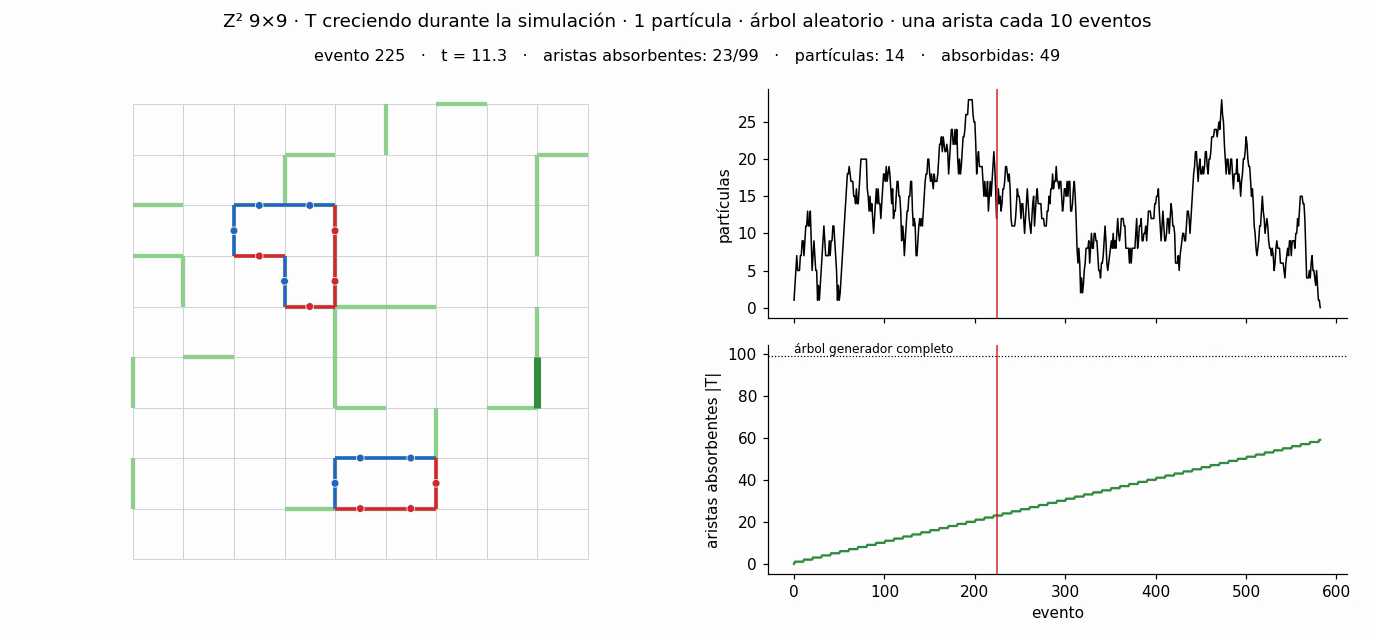 Z² 9×9 · T creciendo durante la simulación · 1 partícula · árbol aleatorio · una arista cada 10 eventos
evento 225 · t = 11.3 · aristas absorbentes: 23/99 · partículas: 14 · absorbidas: 49
partículas
25
20
15
10
5
0
árbol generador completo
aristas absorbentes |T|
100
80
60
40
20
0
0 100 200 300 400 500 600
evento